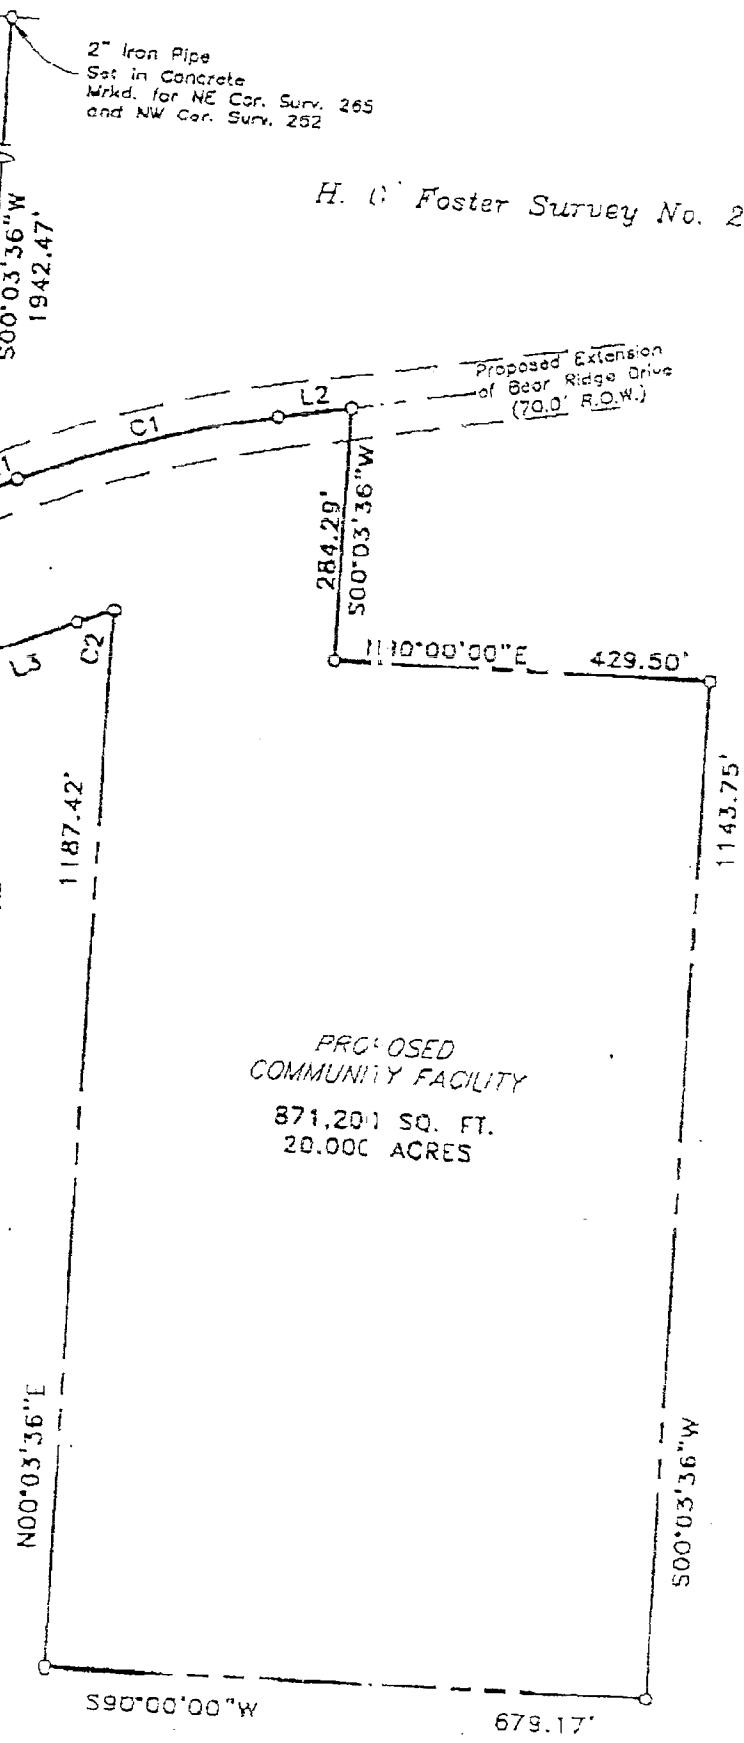 2" Iron Pipe
Set in Concrete
Mrkd. for NE Cor. Surv. 265
and NW Cor. Surv. 252
H. Foster Survey No. 2
S00°03'36"W
1942.47'
Proposed Extension
of Bear Ridge Drive
(70.0' R.O.W.)
L2
C1
284.29'
S00°03'36"W
C2
L3
00'00"E
429.50'
1187.42'
1143.75'
PROPOSED
COMMUNITY FACILITY
871,20 SQ. FT.
20.000 ACRES
N00°03'36"E
S00°03'36"W
S90°00'00"W
679.17'